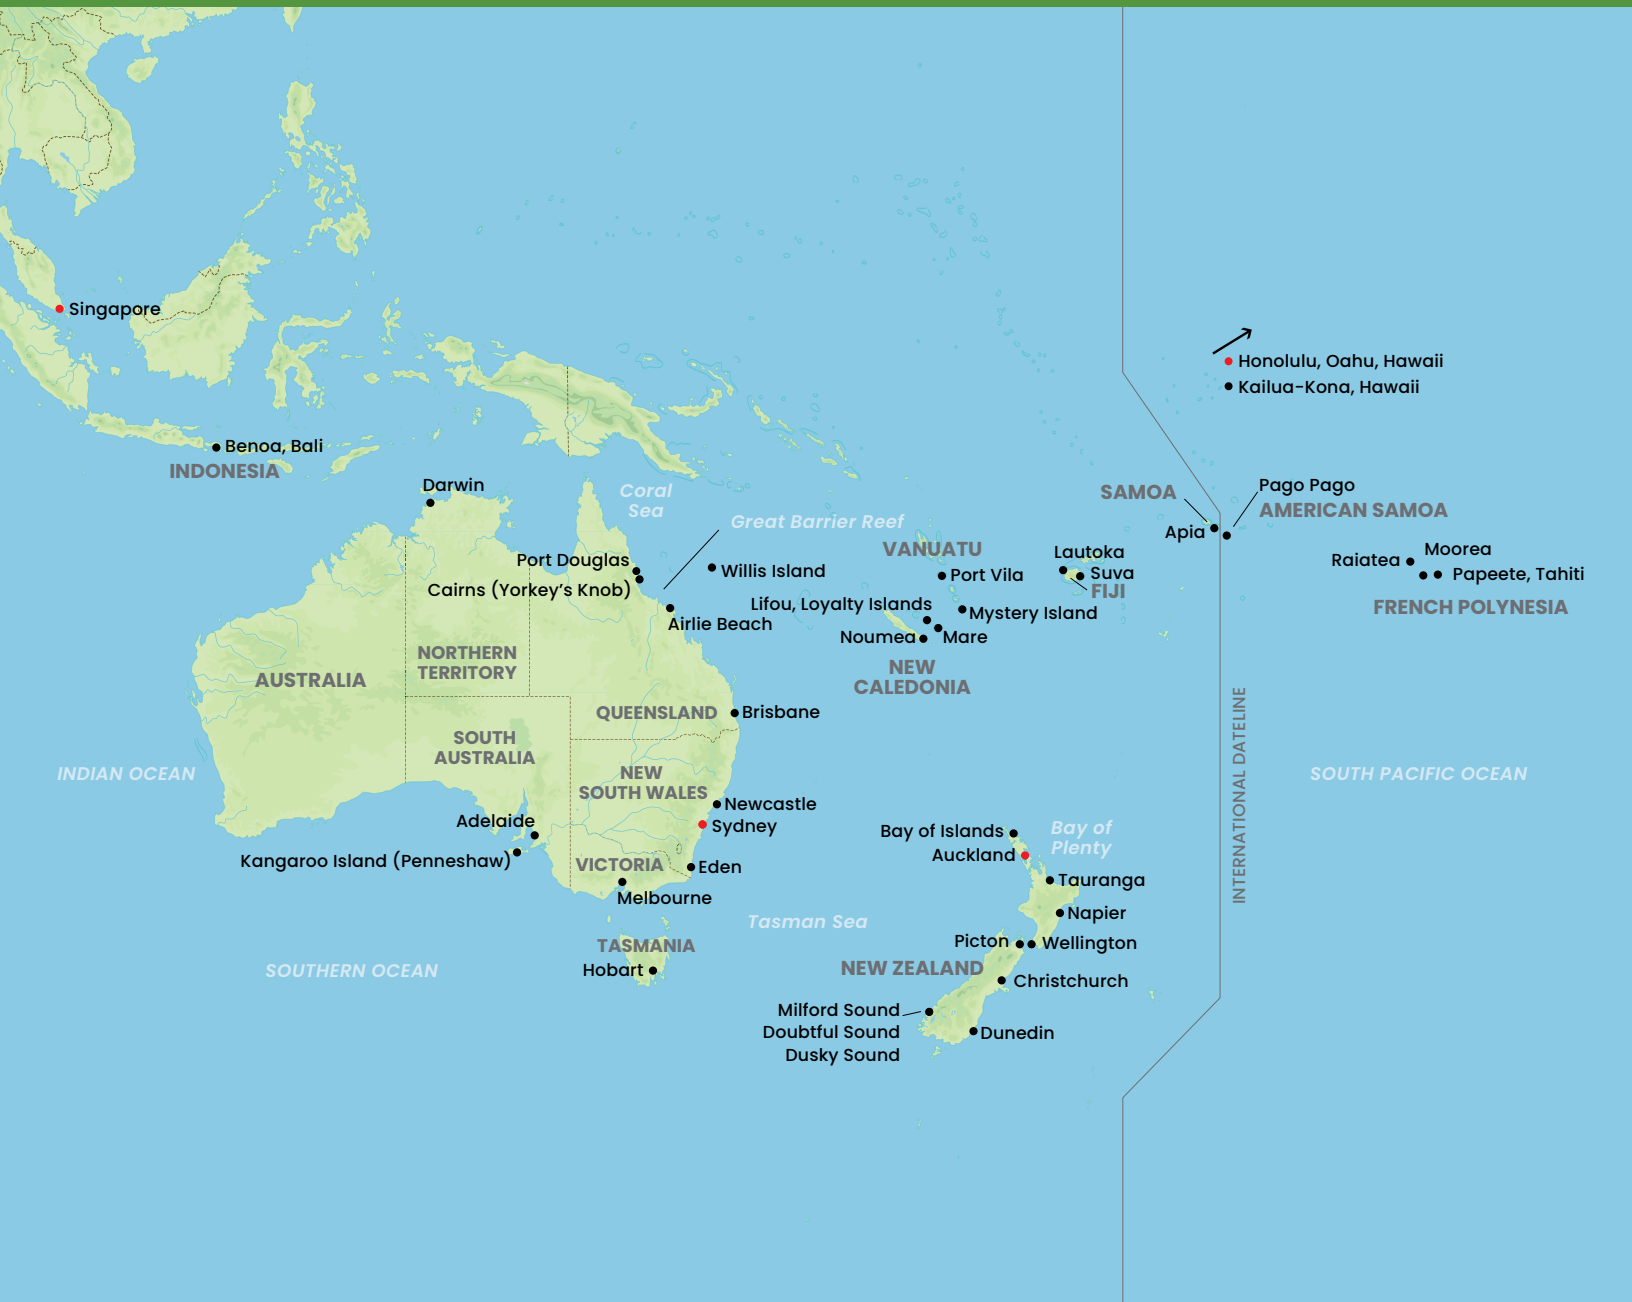 Singapore
Honolulu, Oahu, Hawaii
Kailua-Kona, Hawaii
Benoa, Bali
INDONESIA
Darwin
Coral
Sea
Great Barrier Reef
Port Douglas
Cairns (Yorkey's Knob)
Willis Island
Airlie Beach
VANUATU
Port Vila
Lifou, Loyalty Islands
Mystery Island
Noumea
Mare
NEW
CALEDONIA
Lautoka
Suva
FIJI
SAMOA
Apia
Pago Pago
AMERICAN SAMOA
Raiatea
Moorea
Papeete, Tahiti
FRENCH POLYNESIA
AUSTRALIA
NORTHERN
TERRITORY
QUEENSLAND
Brisbane
SOUTH
AUSTRALIA
NEW
SOUTH WALES
Newcastle
Sydney
INDIAN OCEAN
Adelaide
Kangaroo Island (Penneshaw)
VICTORIA
Eden
Melbourne
TASMANIA
Hobart
SOUTHERN OCEAN
Tasman Sea
INTERNATIONAL DATELINE
SOUTH PACIFIC OCEAN
Bay of Islands
Bay of
Plenty
Auckland
Tauranga
Napier
Picton
Wellington
NEW ZEALAND
Christchurch
Milford Sound
Doubtful Sound
Dusky Sound
Dunedin